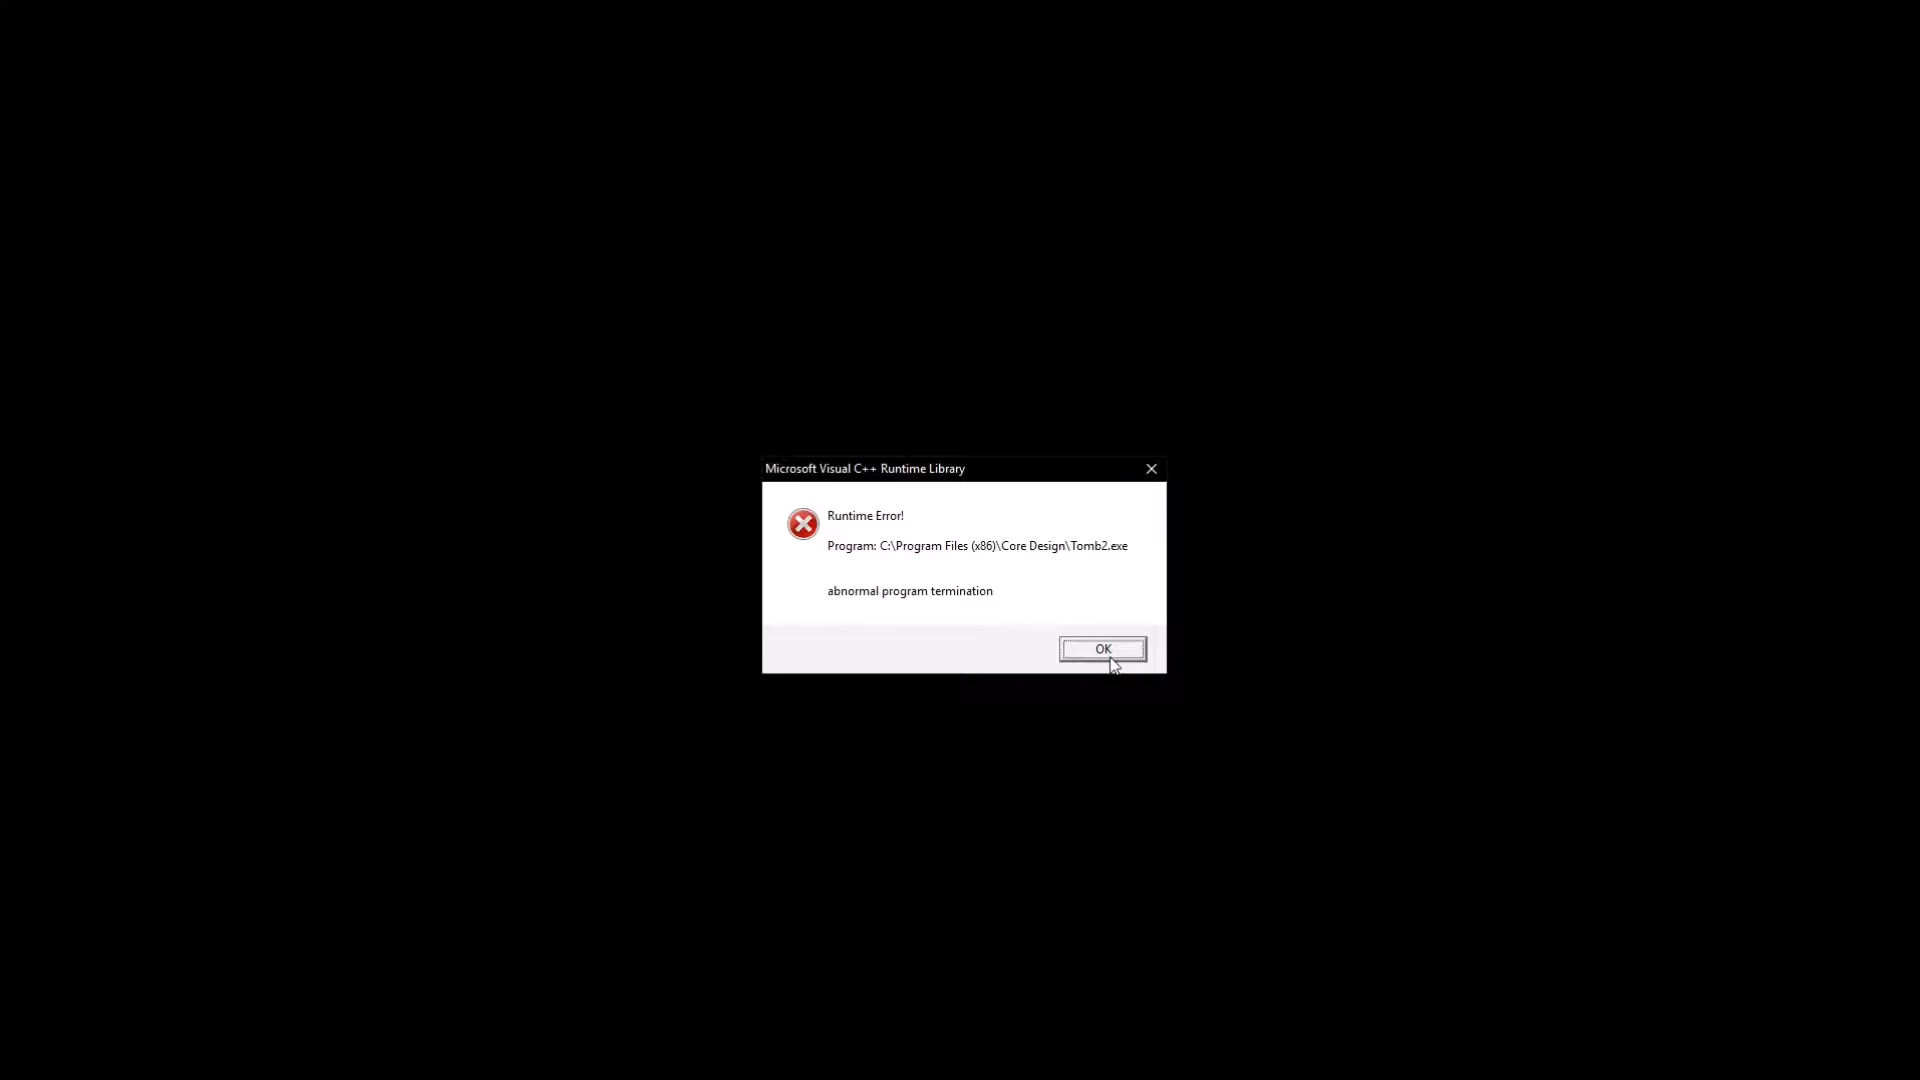 Microsoft Visual C++ Runtime Library
Runtime Error!
Program: C:\Program Files (x86)\Core Design\Tomb2.exe
abnormal program termination
OK